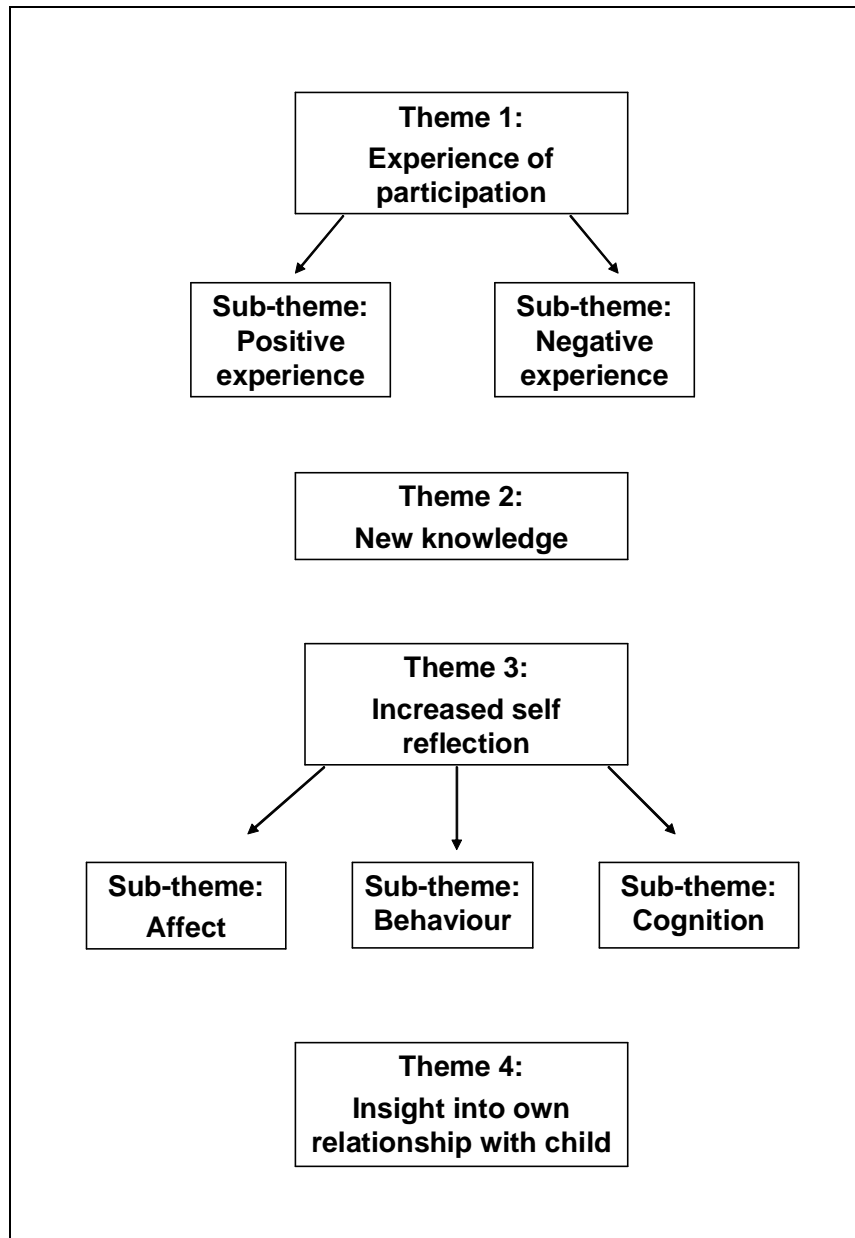 Theme 1:
Experience of
participation
Sub-theme:
Positive
experience
Sub-theme:
Negative
experience
Theme 2:
New knowledge
Theme 3:
Increased self
reflection
Sub-theme:
Affect
Sub-theme:
Behaviour
Sub-theme:
Cognition
Theme 4:
Insight into own
relationship with child